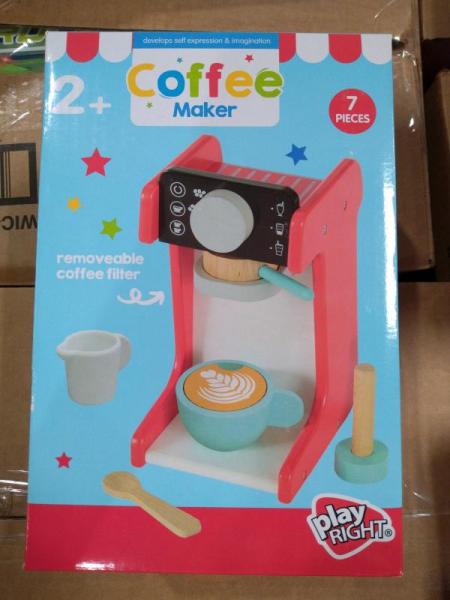 develops self expression & imagination
Coffee
Maker
2+
7
PIECES
removeable
coffee filter
play
RIGHT®